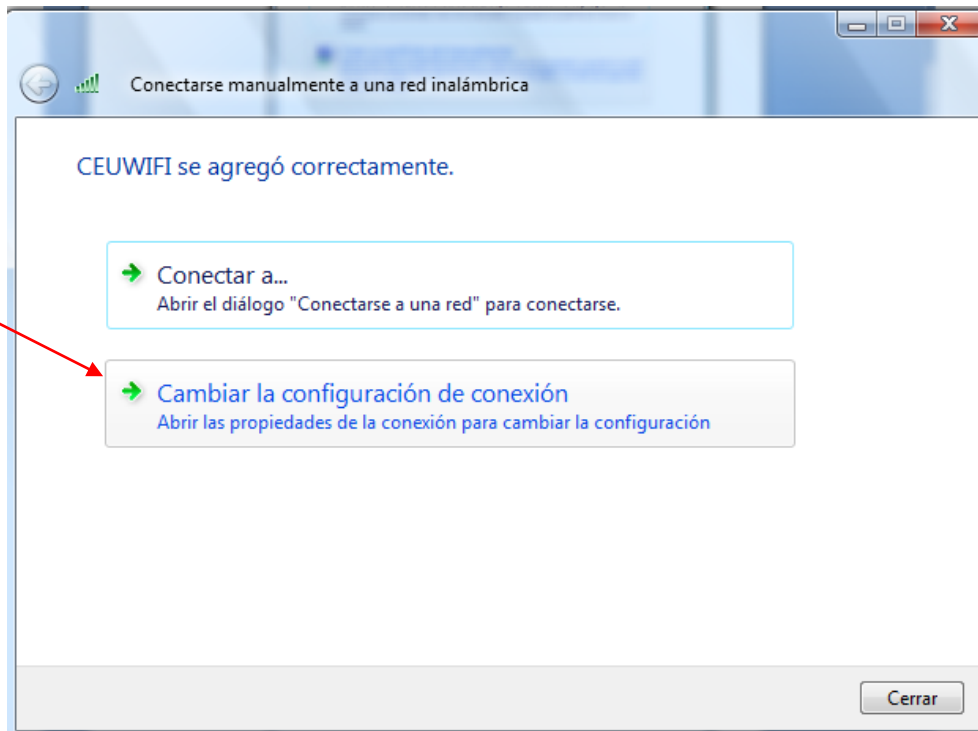 Conectarse manualmente a una red inalámbrica
CEUWIFI se agregó correctamente.
Conectar a...
Abrir el diálogo "Conectarse a una red" para conectarse.
Cambiar la configuración de conexión
Abrir las propiedades de la conexión para cambiar la configuración
Cerrar